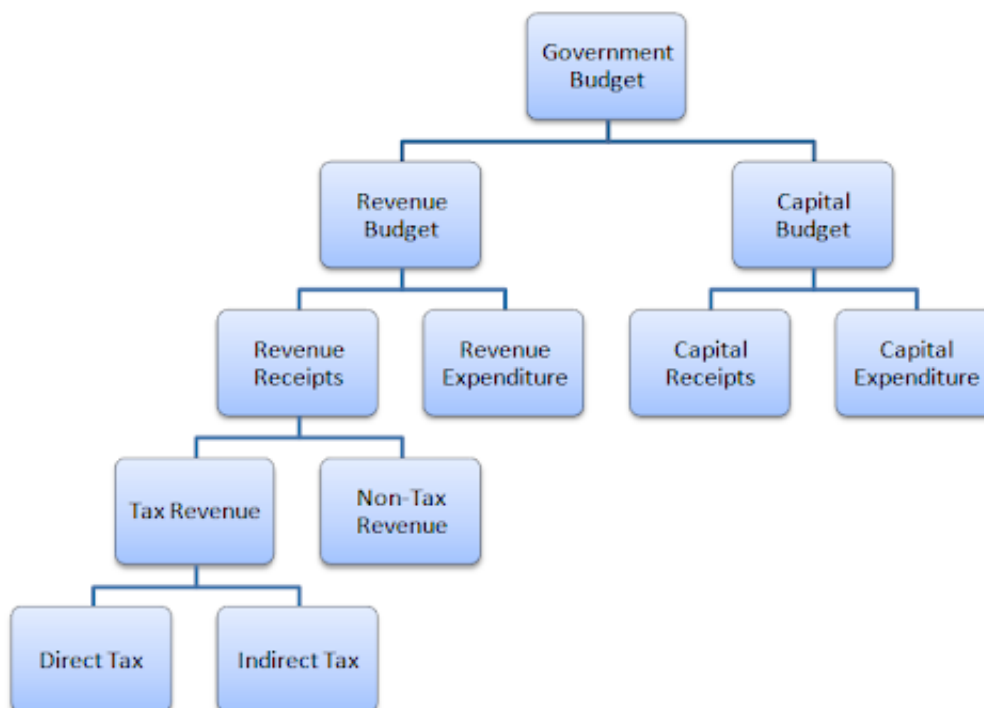 Government
Budget
Revenue
Budget
Capital
Budget
Revenue
Receipts
Revenue
Expenditure
Capital
Receipts
Capital
Expenditure
Tax Revenue
Non-Tax
Revenue
Direct Tax
Indirect Tax